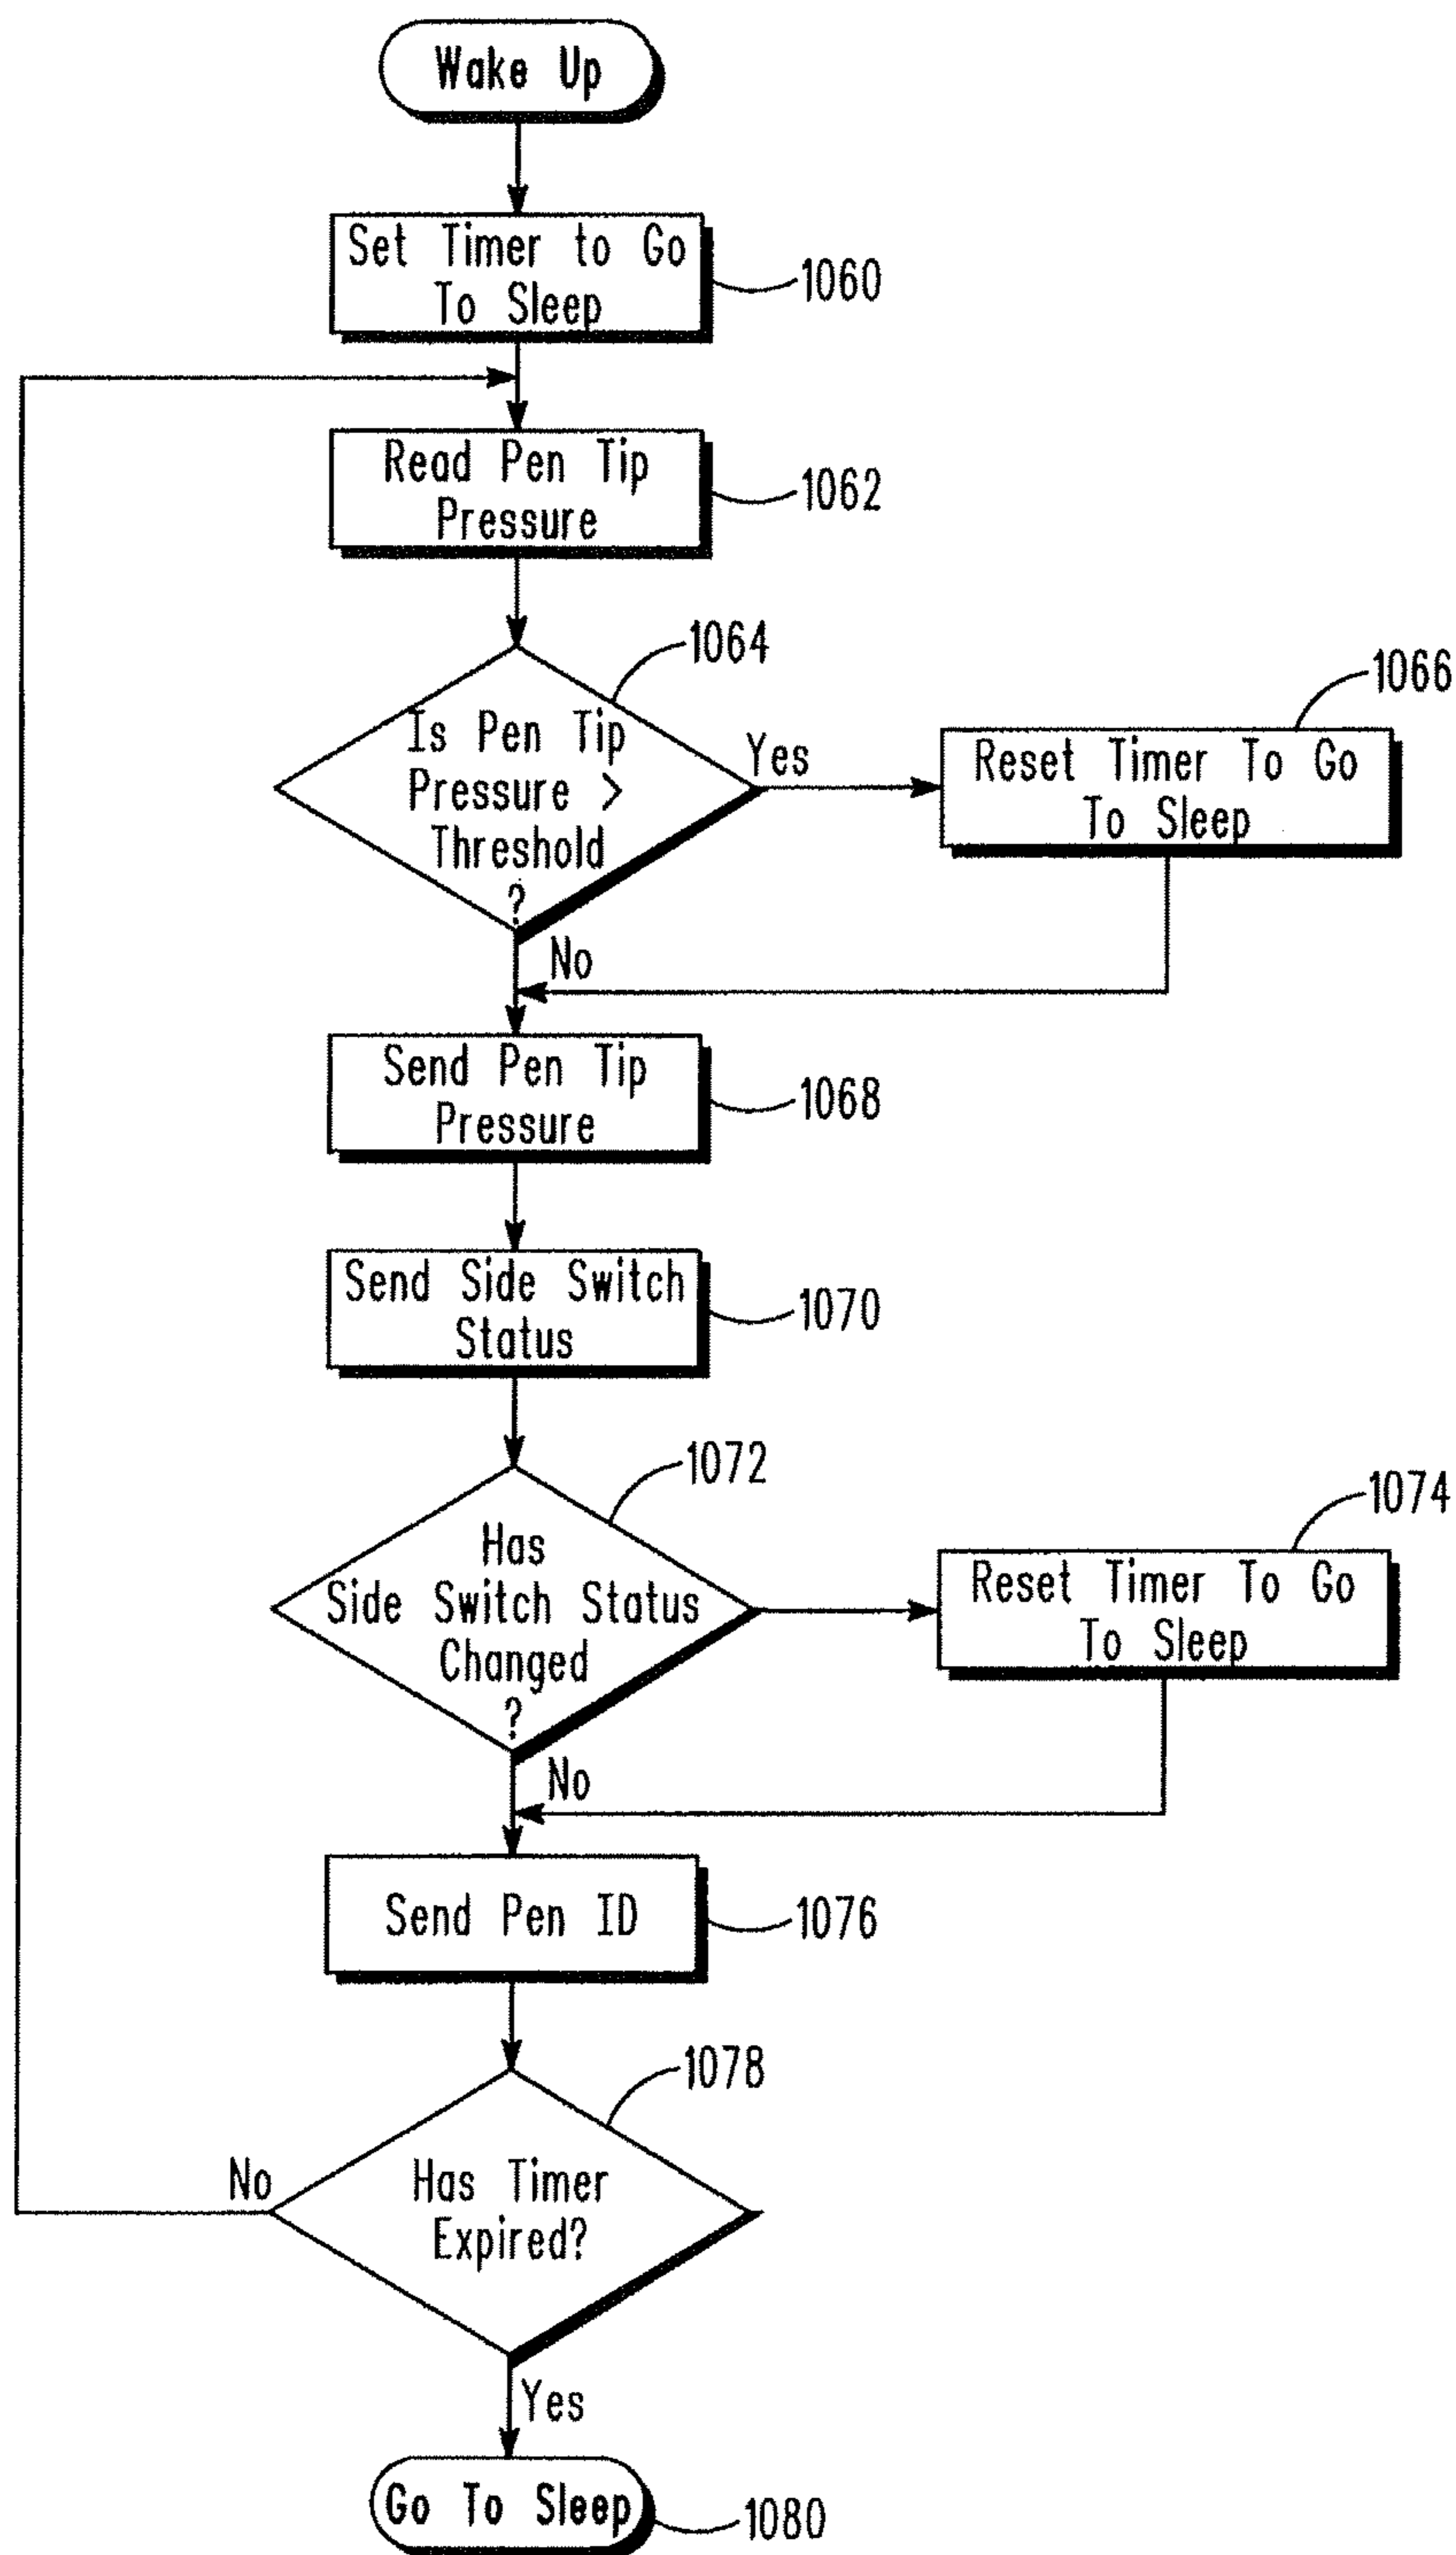 Wake Up
Set Timer to Go
To Sleep
1060
Read Pen Tip
Pressure
1062
1064
Is Pen Tip
Pressure >
Threshold
?
Yes
1066
Reset Timer To Go
To Sleep
No
Send Pen Tip
Pressure
1068
Send Side Switch
Status
1070
1072
Has
Side Switch Status
Changed
?
1074
Reset Timer To Go
To Sleep
No
Send Pen ID
1076
1078
Has Timer
Expired?
No
Yes
Go To Sleep
1080